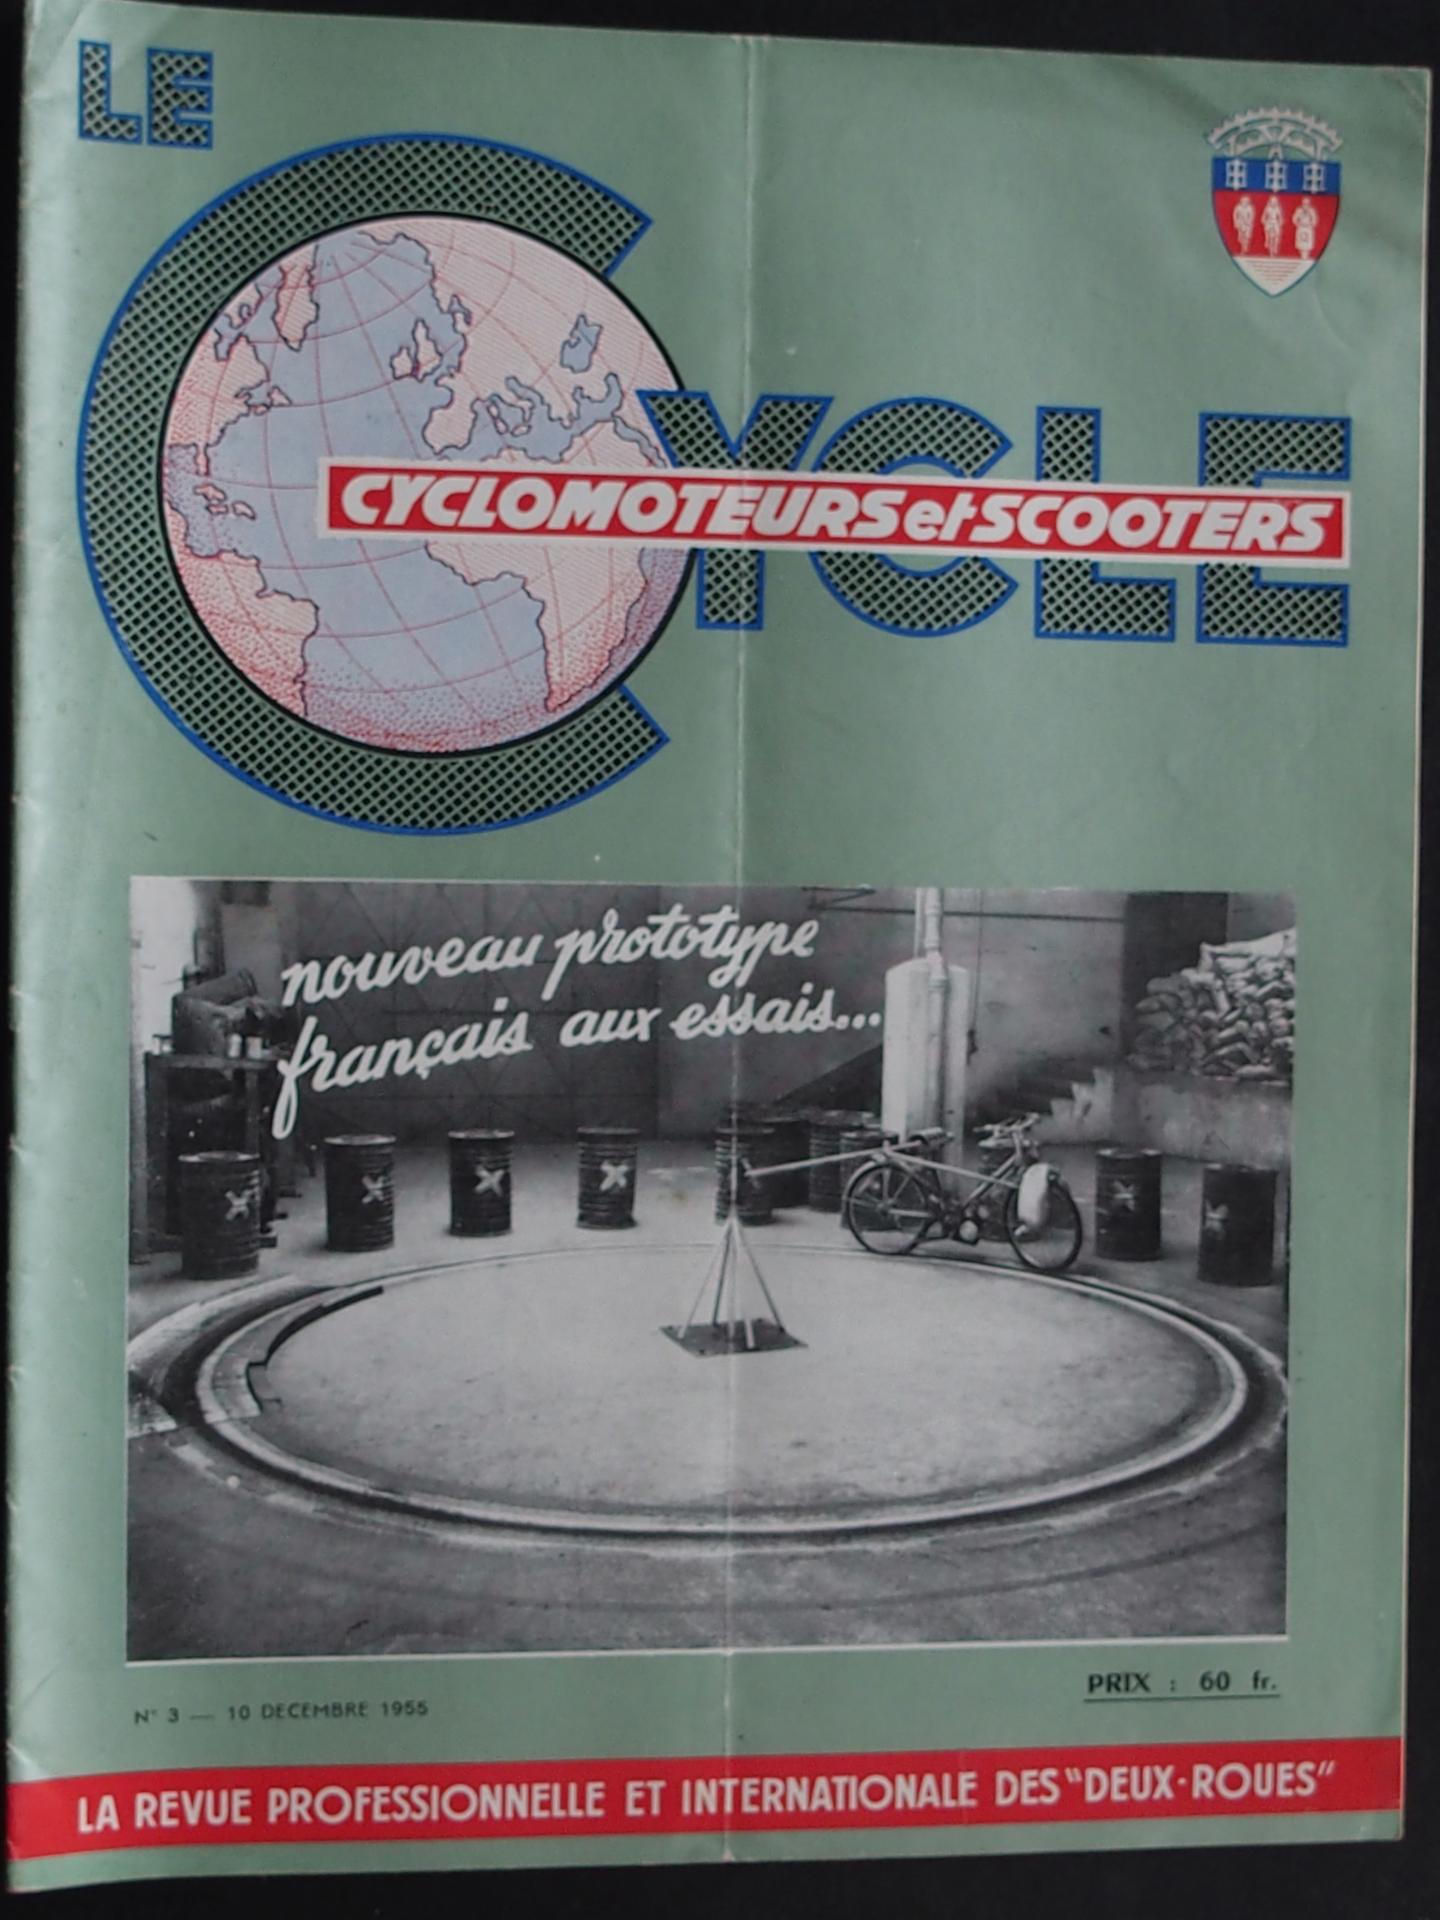 LE
CYCLE
CYCLOMOTEURS et SCOOTERS
nouveau prototype
français aux essais...
PRIX : 60 fr.
N° 3 — 10 DECEMBRE 1955
LA REVUE PROFESSIONNELLE ET INTERNATIONALE DES "DEUX-ROUES"